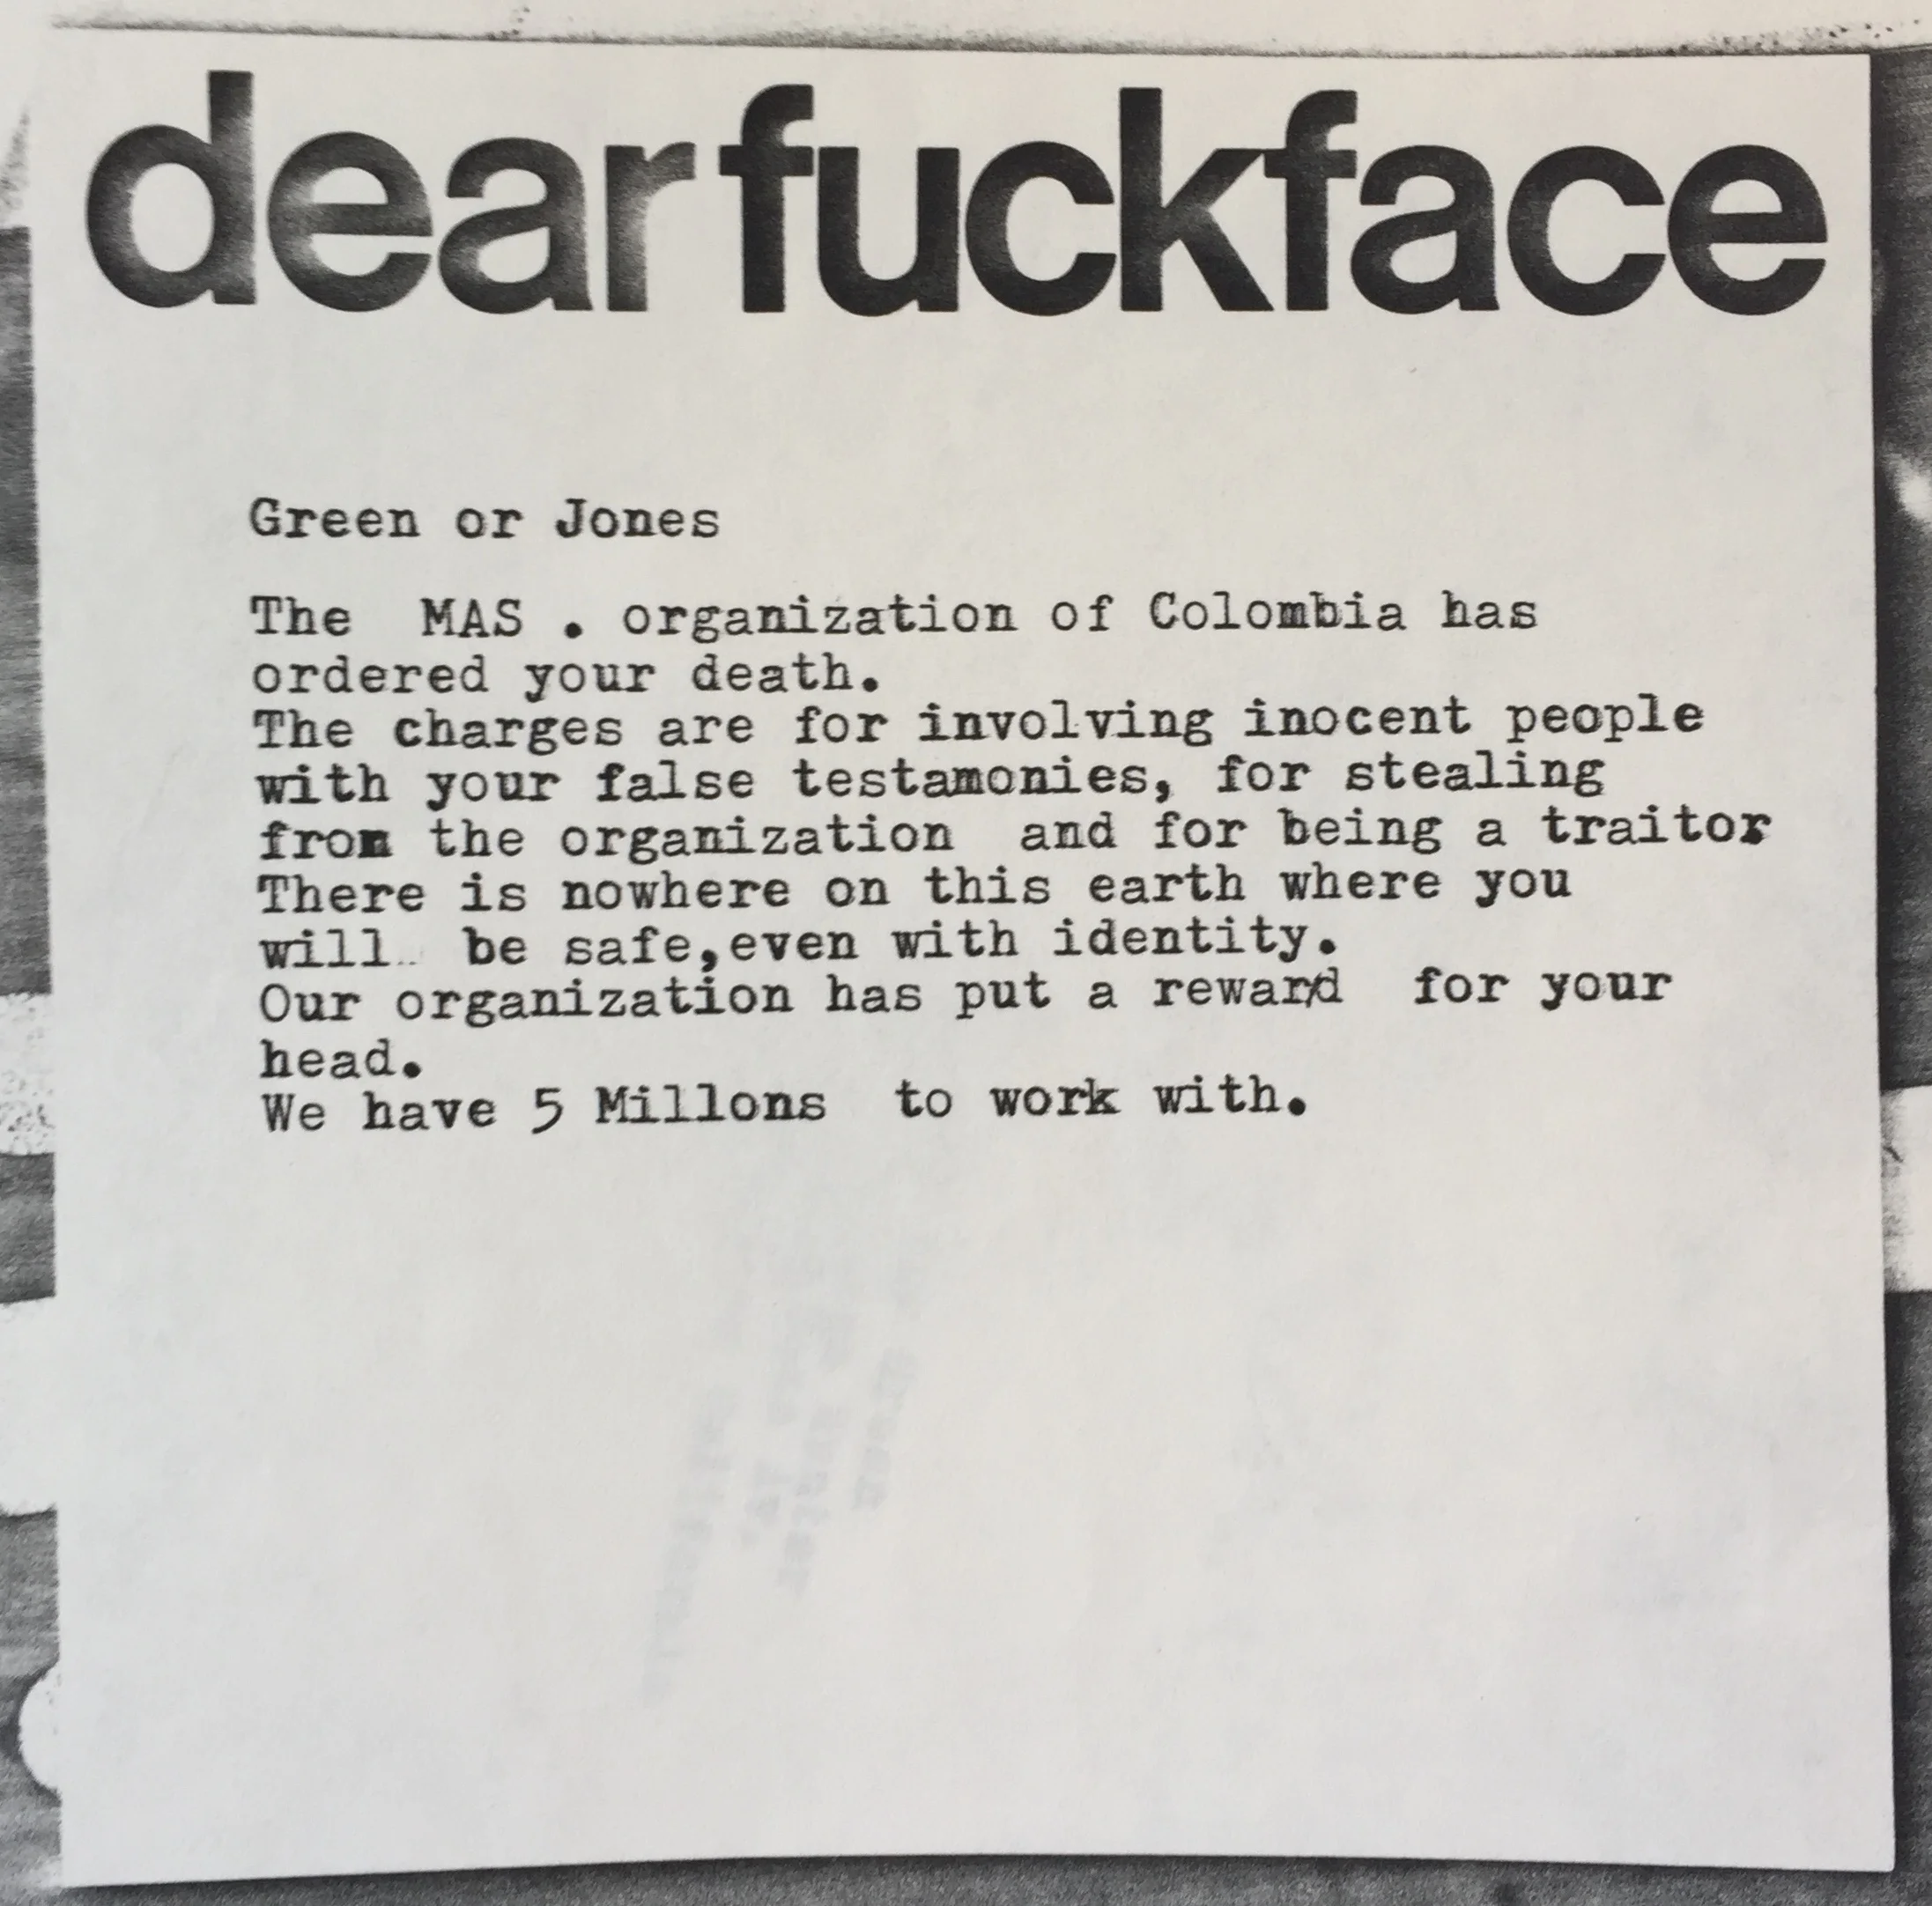 dear fuckface
Green or Jones
The MAS . organization of Colombia has
ordered your death.
The charges are for involving inocent people
with your false testamonies, for stealing
from the organization and for being a traitor
There is nowhere on this earth where you
will be safe,even with identity.
Our organization has put a reward for your
head.
We have 5 Millons to work with.